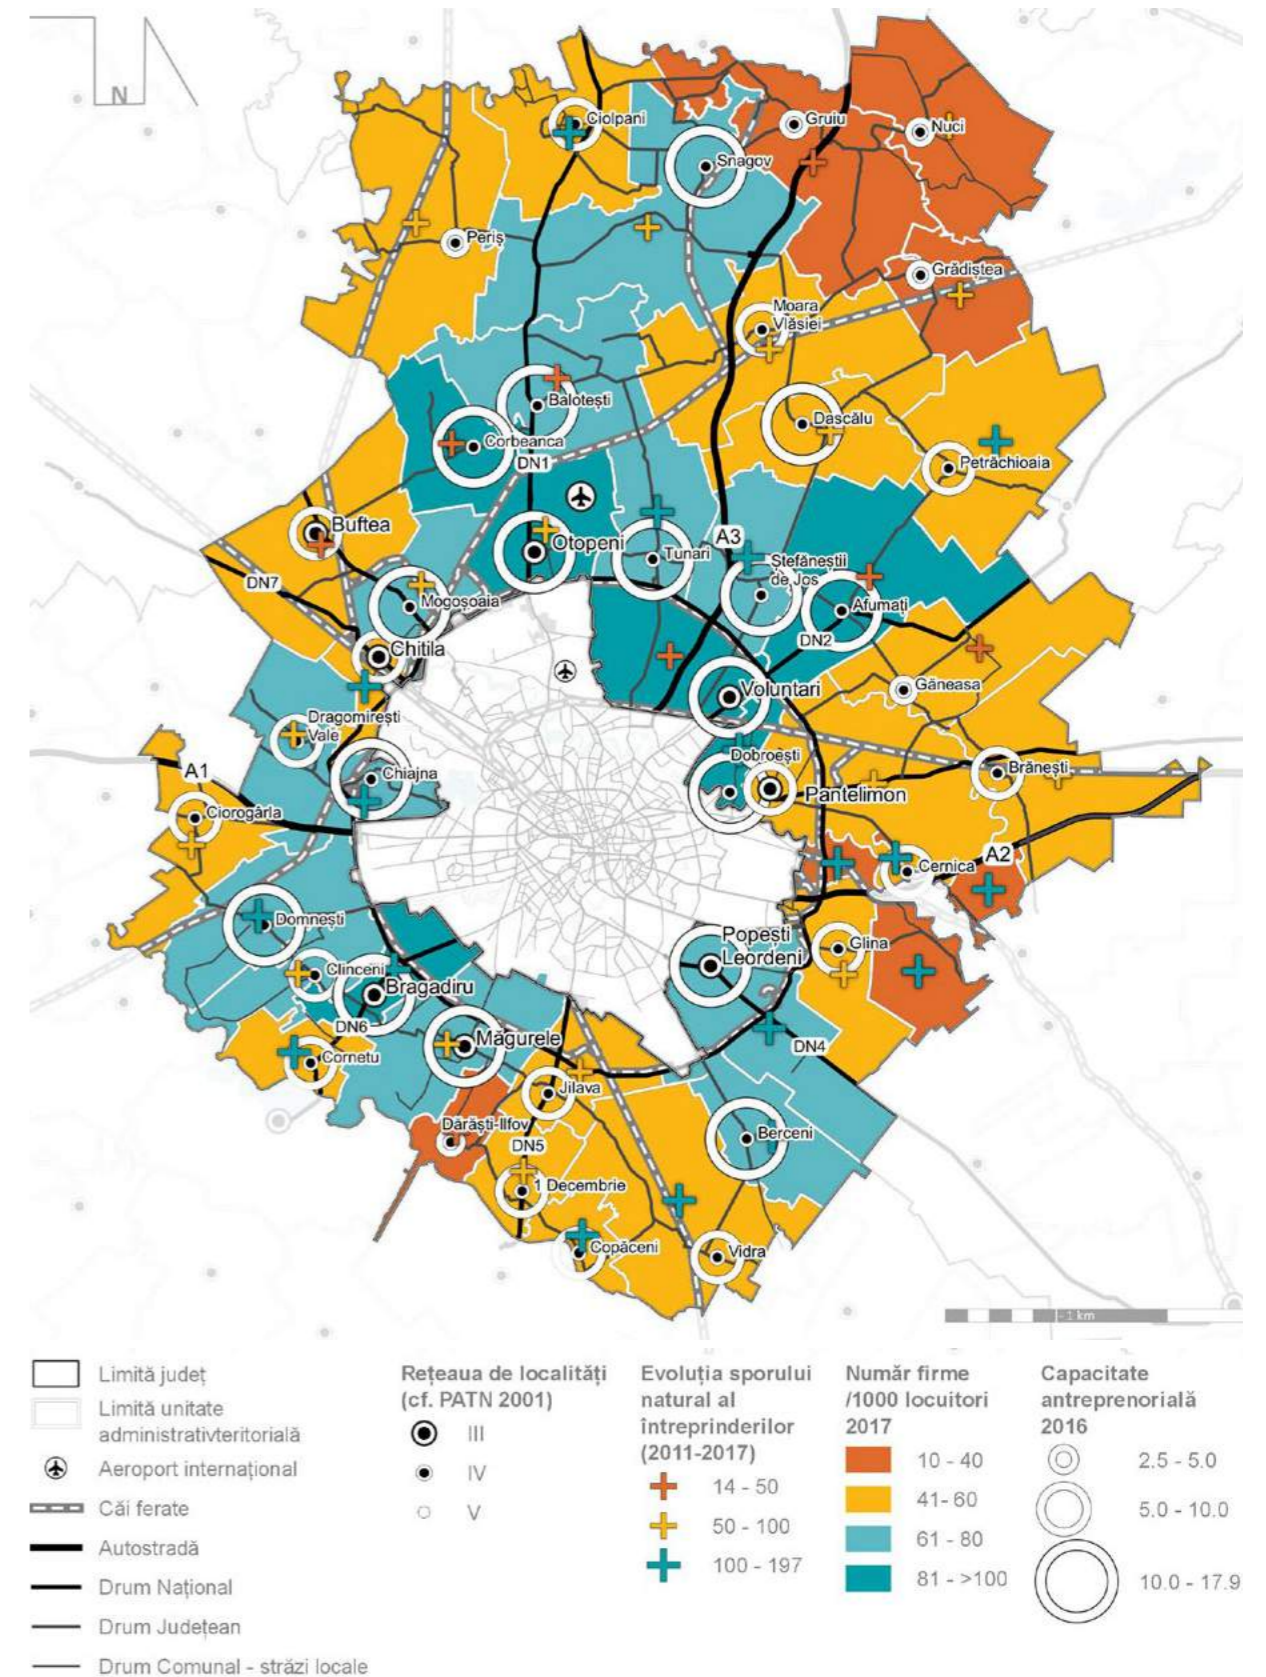 N
Ciolpani
Gruiu
Nuci
Snagov
Periș
Grădiștea
Moara
Vlăsiei
Balotești
Dascălu
Corbeanca
DN1
Petrăchioaia
Buftea
Otopeni
A3
Tunari
Ștefăneștii
de Jos
DN7
Mogoșoaia
Afumați
DN2
Chitila
Găneasa
Voluntari
Dragomirești
Vale
Dobroești
A1
Chiajna
Brănești
Pantelimon
Ciorogârla
A2
Cernica
Domnești
Popești
Leordeni
Glina
Clinceni
Bragadiru
DN6
Măgurele
DN4
Cornetu
Jilava
Dărăști-Ilfov
Berceni
DN5
1 Decembrie
Copăceni
Vidra
1 km
Limită județ
Limită unitate
administrativteritorială
Aeroport internațional
Căi ferate
Autostradă
Drum Național
Drum Județean
Drum Comunal - străzi locale
Rețeaua de localități
(cf. PATN 2001)
III
IV
V
Evoluția sporului
natural al
întreprinderilor
(2011-2017)
14 - 50
50 - 100
100 - 197
Număr firme
/1000 locuitori
2017
10 - 40
41- 60
61 - 80
81 - >100
Capacitate
antreprenorială
2016
2.5 - 5.0
5.0 - 10.0
10.0 - 17.9